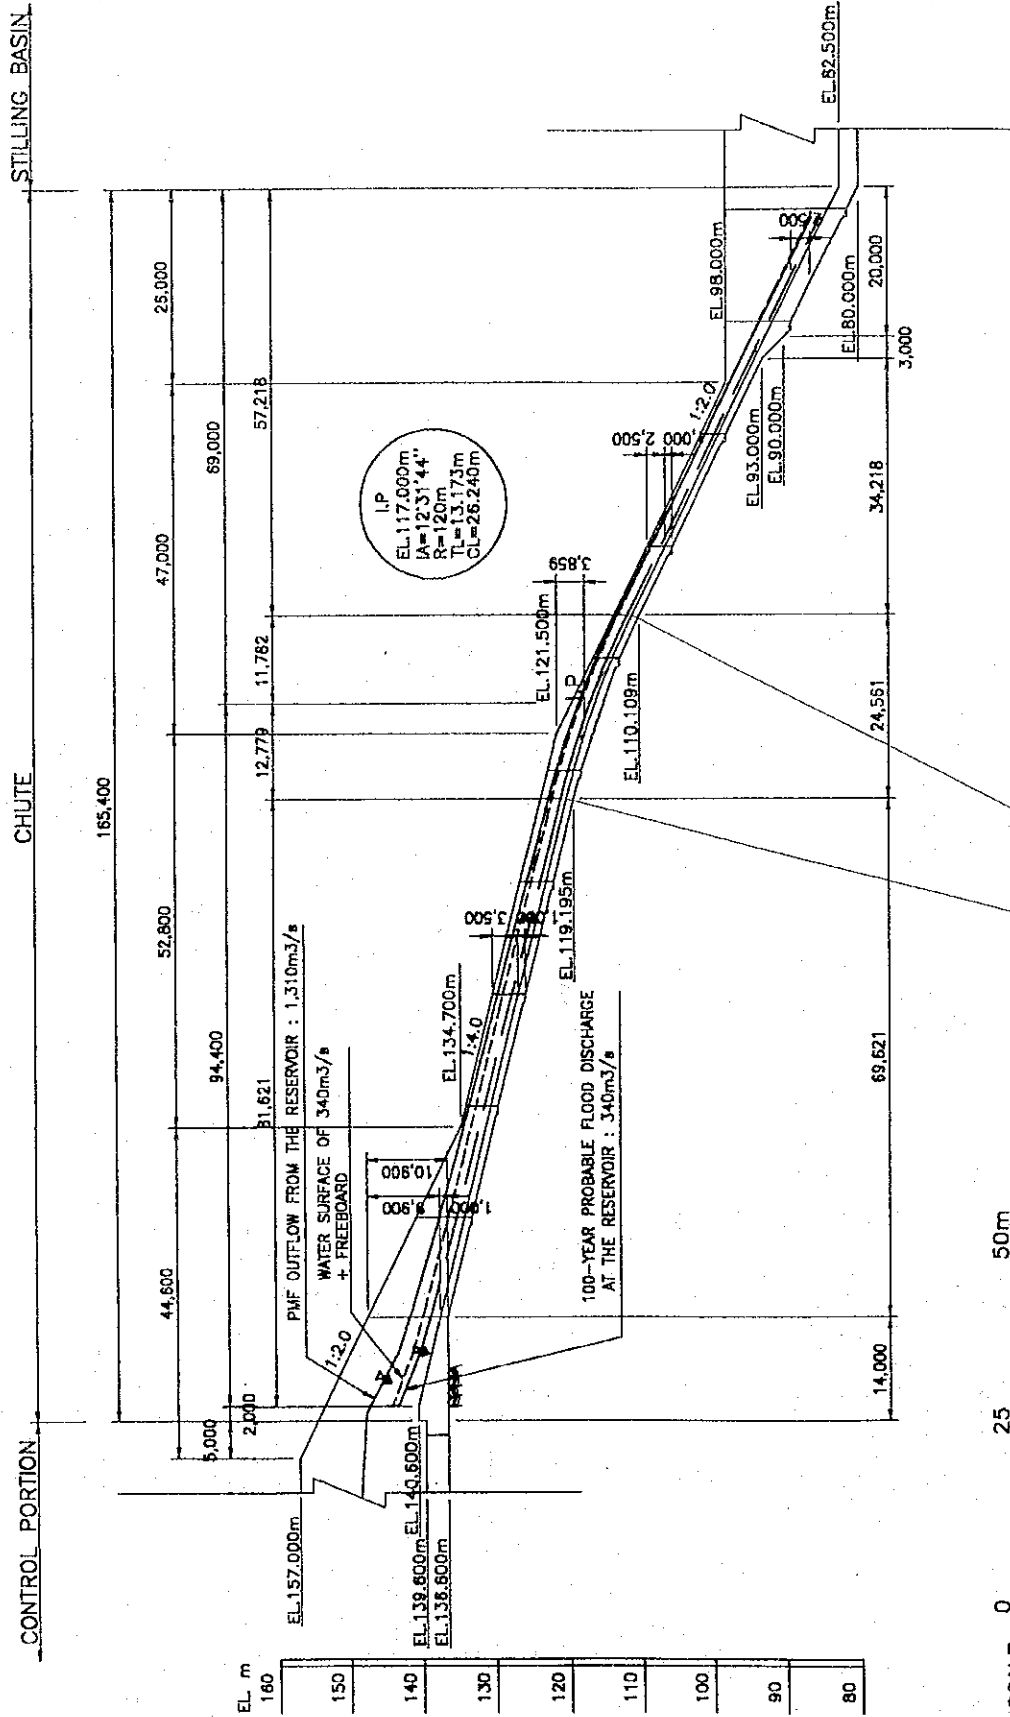 CONTROL PORTION
CHUTE
STILLING BASIN
165,400
44,600
52,800
47,000
25,000
5,000
94,400
69,000
2,000
81,621
12,779
11,782
57,218
EL.157.000m
PMF OUTFLOW FROM THE RESERVOIR : 1,310m3/s
WATER SURFACE OF 340m3/s
+ FREEBOARD
1:2.0
10,900
9,900
1,000
EL.134.700m
1:4.0
3,500
EL.121.500m
3,859
I.P
EL.117.000m
IA=12°31'44"
R=120m
TL=13.173m
CL=26.240m
2,500
1:2.0
EL.98.000m
EL.82.500m
EL.140.600m
EL.139.600m
EL.136.600m
100-YEAR PROBABLE FLOOD DISCHARGE
AT THE RESERVOIR : 340m3/s
EL.119.195m
EL.110.109m
EL.93.000m
EL.90.000m
EL.80.000m
14,000
69,621
24,561
34,218
3,000
20,000
EL. m
160
150
140
130
120
110
100
90
80
0
25
50m